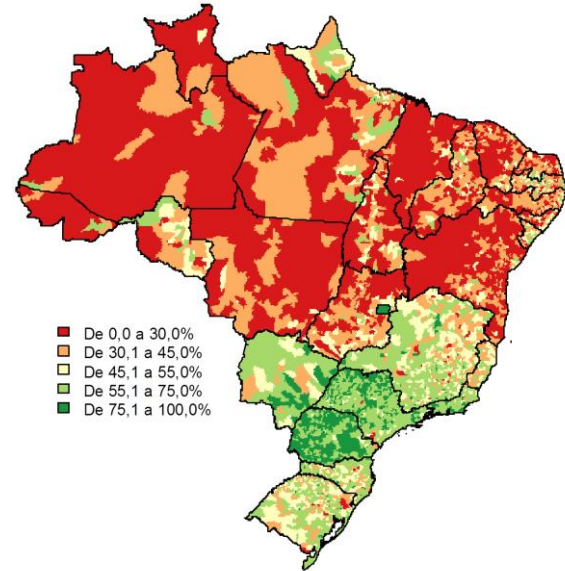 De 0,0 a 30,0%
De 30,1 a 45,0%
De 45,1 a 55,0%
De 55,1 a 75,0%
De 75,1 a 100,0%